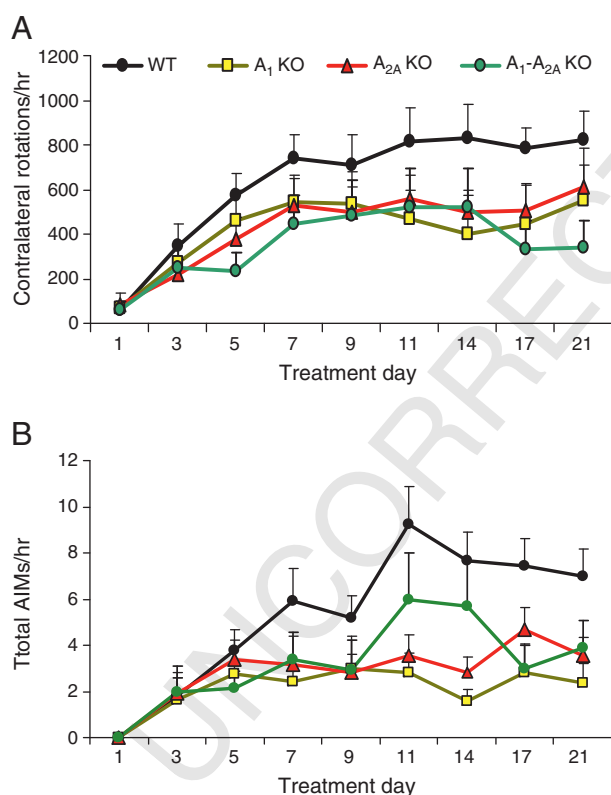 A
1200
WT
A1 KO
A2A KO
A1-A2A KO
1000
800
600
400
200
0
Contralateral rotations/hr
1 3 5 7 9 11 14 17 21
Treatment day
B
12
10
8
6
4
2
0
Ttotal AIMs/hr
1 3 5 7 9 11 14 17 21
Treatment day
UNCORRECT